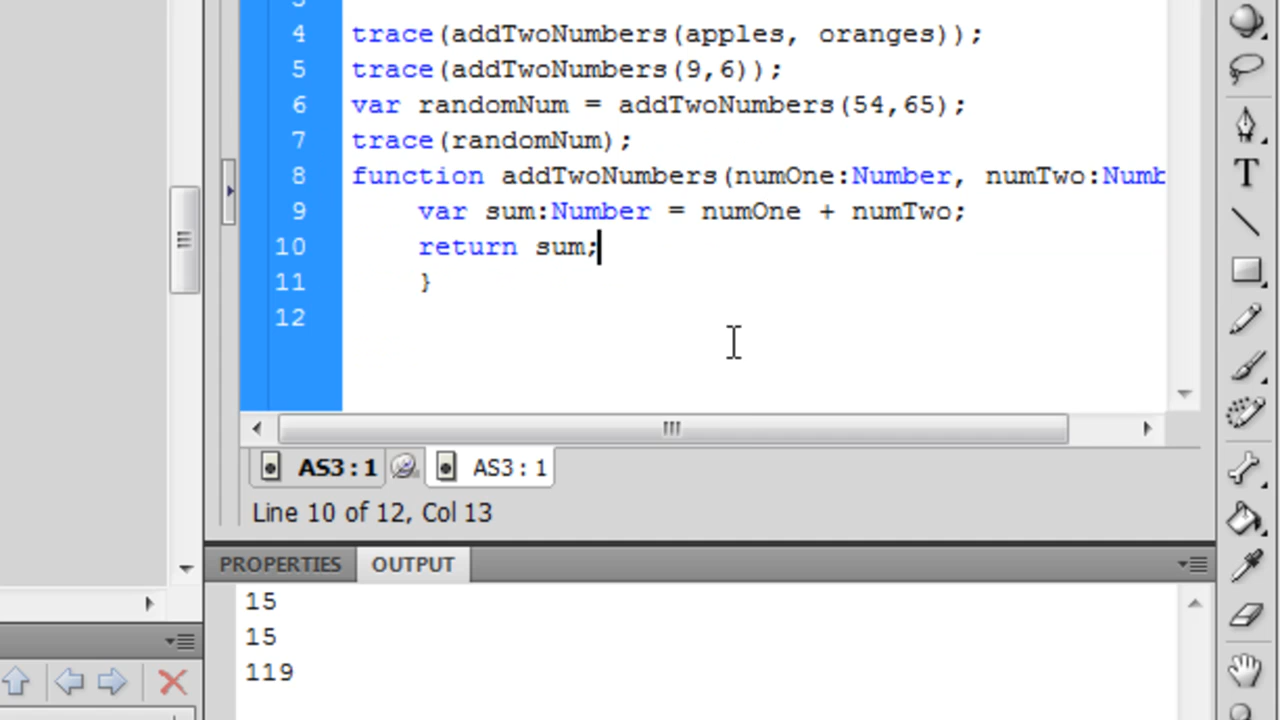 3
4 trace(addTwoNumbers(apples, oranges));
5 trace(addTwoNumbers(9,6));
6 var randomNum = addTwoNumbers(54,65);
7 trace(randomNum);
8 function addTwoNumbers(numOne:Number, numTwo:Numb
9 var sum:Number = numOne + numTwo;
10 return sum;
11 }
12
AS3:1 AS3:1
Line 10 of 12, Col 13
PROPERTIES OUTPUT
15
15
119